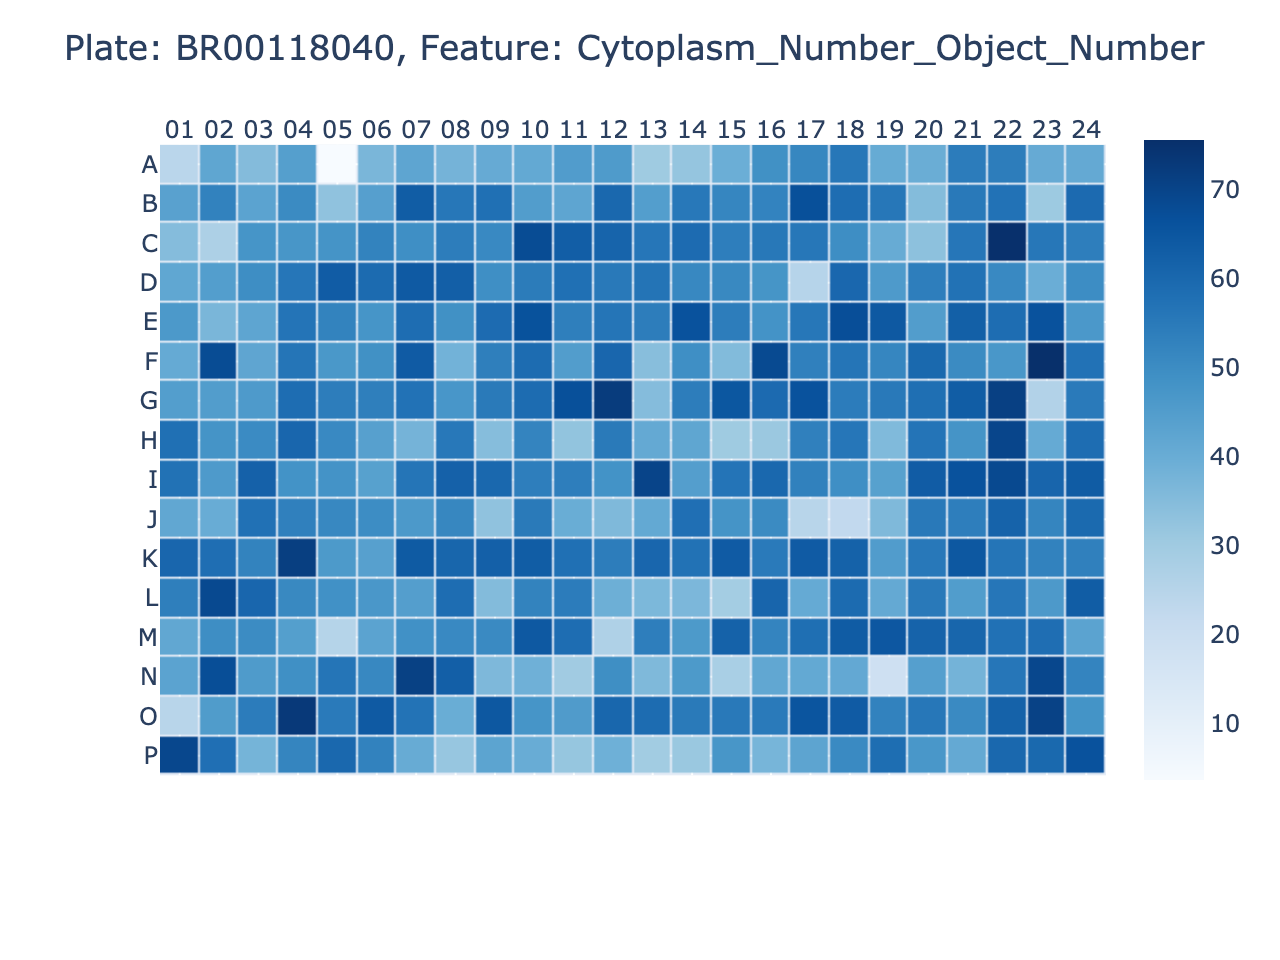 Plate: BR00118040, Feature: Cytoplasm_Number_Object_Number
01 02 03 04 05 06 07 08 09 10 11 12 13 14 15 16 17 18 19 20 21 22 23 24
A
B
C
D
E
F
G
H
I
J
K
L
M
N
O
P
70
60
50
40
30
20
10